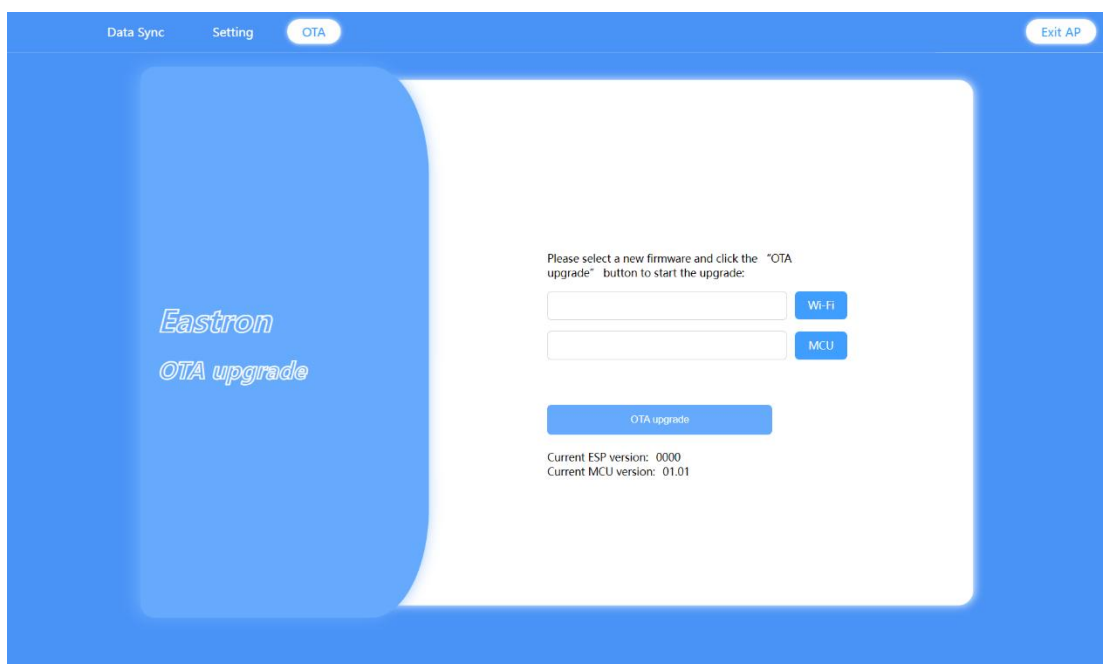 Data Sync Setting OTA Exit AP
Eastron
OTA upgrade
Please select a new firmware and click the “OTA
upgrade” button to start the upgrade:
Wi-Fi
MCU
OTA upgrade
Current ESP version: 0000
Current MCU version: 01.01